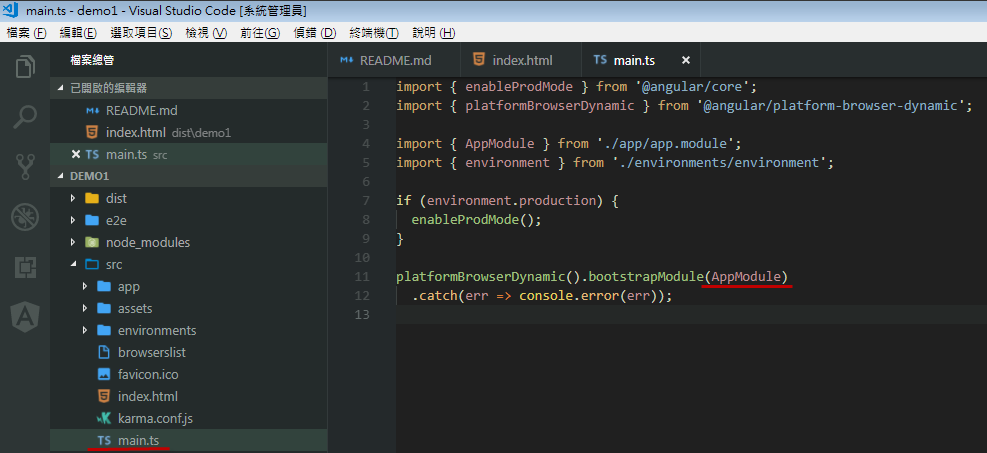 main.ts - demo1 - Visual Studio Code [系統管理員]
檔案 (F) 編輯(E) 選取項目(S) 檢視 (V) 前往(G) 偵錯 (D) 終端機(T) 說明 (H)
檔案總管
README.md index.html TS main.ts
已開啟的編輯器
README.md
index.html dist\demo1
TS main.ts src
DEMO1
dist
e2e
node_modules
src
app
assets
environments
browserslist
favicon.ico
index.html
karma.conf.js
TS main.ts
1 import { enableProdMode } from '@angular/core';
2 import { platformBrowserDynamic } from '@angular/platform-browser-dynamic';
3
4 import { AppModule } from './app/app.module';
5 import { environment } from './environments/environment';
6
7 if (environment.production) {
8 enableProdMode();
9 }
10
11 platformBrowserDynamic().bootstrapModule(AppModule)
12 .catch(err => console.error(err));
13